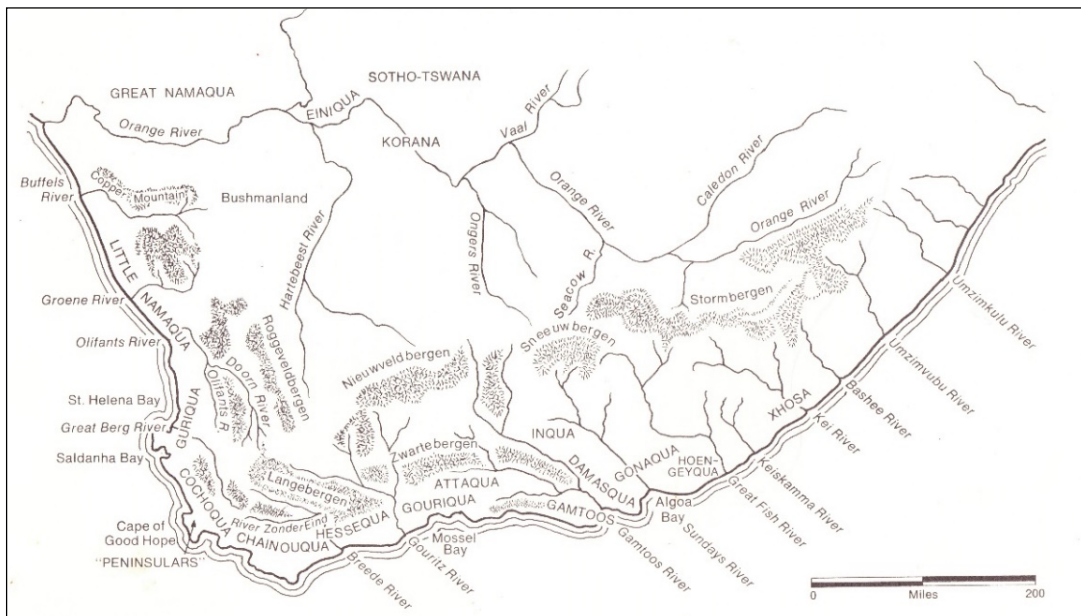 SOTHO-TSWANA
GREAT NAMAQUA
EINIQUA
Orange River
KORANA
Vaal River
Caledon River
Buffels
River
Copper
Mountain
Bushmanland
Hartebeest River
Ongers River
Orange River
Orange River
Seacow R.
Stormbergen
Umzimkulu River
LITTLE
NAMAQUA
Groene River
Olifants River
Roggeveldbergen
Doorn River
Olifants R.
Nieuwveldbergen
Sneeuwbergen
Umzimvubu River
St. Helena Bay
Great Berg River
GURIQUA
Saldanha Bay
XHOSA
Bashee River
Kei River
INQUA
Zwartebergen
GONAQUA
HOEN-
GEYQUA
Keiskamma River
Great Fish River
DAMASQUA
ATTAQUA
Langebergen
COCHOQUA
River ZonderEind
HESSEQUA
GOURIQUA
GAMTOOS
Algoa
Bay
Cape of
Good Hope
CHAINOUQUA
Mossel
Bay
"PENINSULARS"
Breede River
Gouritz River
Gamtoos River
Sundays River
0 Miles 200